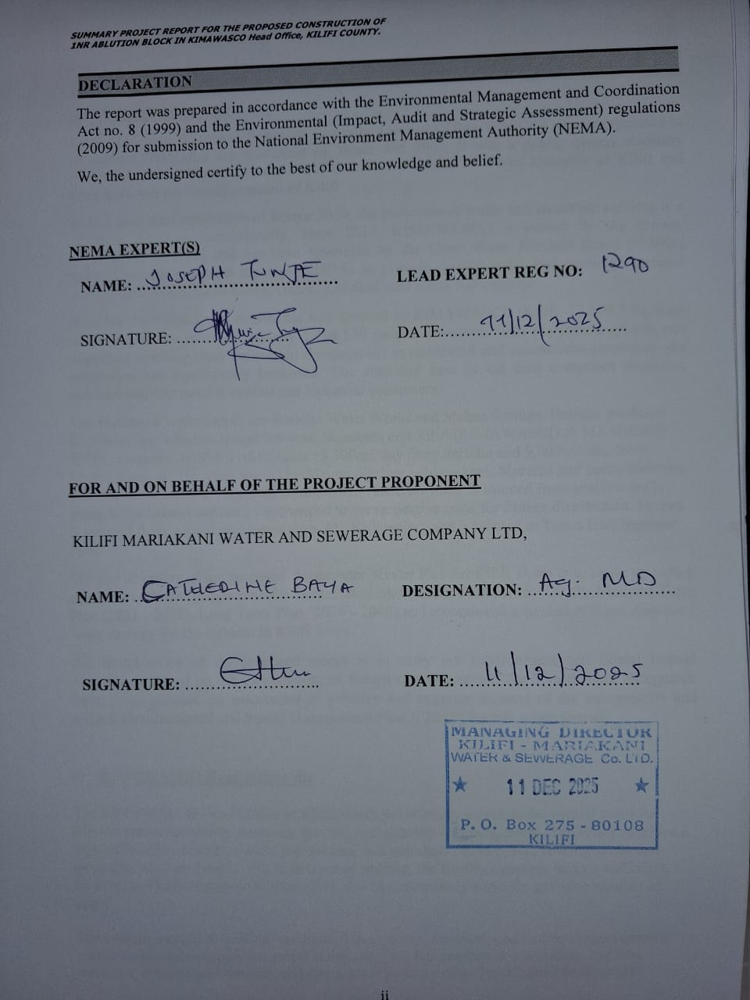 SUMMARY PROJECT REPORT FOR THE PROPOSED CONSTRUCTION OF
1NR ABLUTION BLOCK IN KIMAWASCO Head Office, KILIFI COUNTY.
DECLARATION
The report was prepared in accordance with the Environmental Management and Coordination
Act no. 8 (1999) and the Environmental (Impact, Audit and Strategic Assessment) regulations
(2009) for submission to the National Environment Management Authority (NEMA).
We, the undersigned certify to the best of our knowledge and belief.
NEMA EXPERT(S)
NAME: JOSEPH TUNJE LEAD EXPERT REG NO: 1290
SIGNATURE: DATE: 11/12/2025
FOR AND ON BEHALF OF THE PROJECT PROPONENT
KILIFI MARIAKANI WATER AND SEWERAGE COMPANY LTD,
NAME: CATHERINE BAYA DESIGNATION: Ag. MD
SIGNATURE: DATE: 11/12/2025
MANAGING DIRECTOR
KILIFI - MARIAKANI
WATER & SEWERAGE Co. LTD.
★ 11 DEC 2025 ★
P. O. Box 275 - 80108
KILIFI
ii